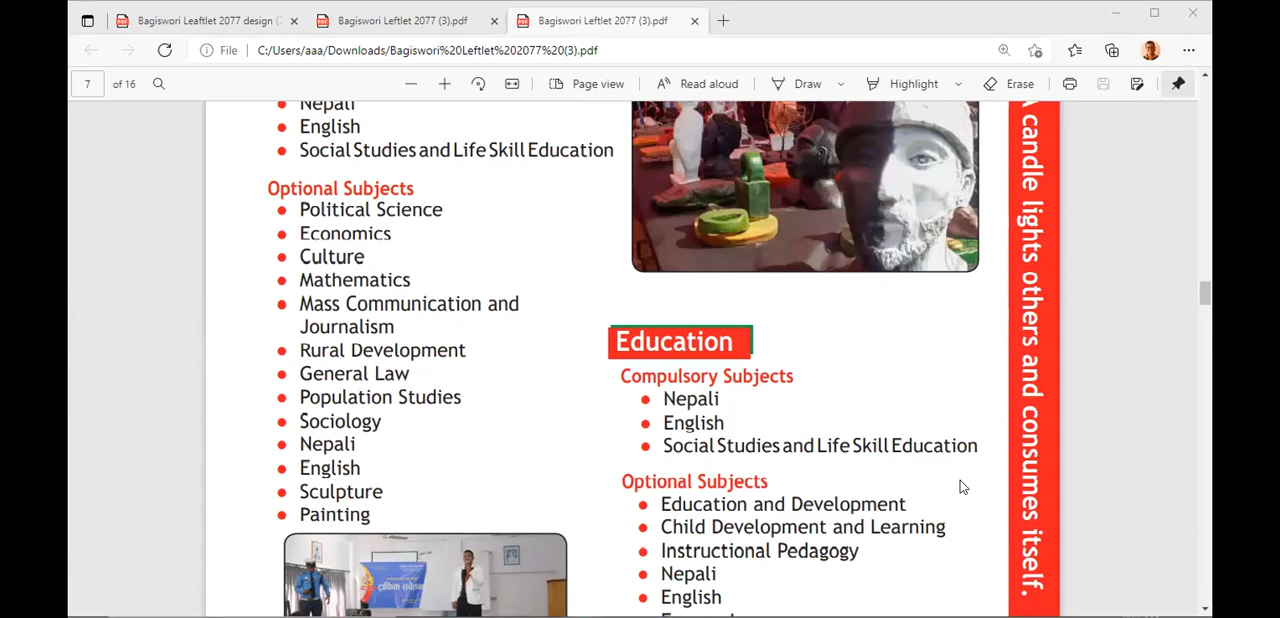 Bagiswori Leaftlet 2077 design (
Bagiswori Leftlet 2077 (3).pdf
Bagiswori Leftlet 2077 (3).pdf
File
C:/Users/aaa/Downloads/Bagiswori%20Leftlet%202077%20(3).pdf
7
of 16
Page view
Read aloud
Draw
Highlight
Erase
Nepali
English
Social Studies and Life Skill Education
Optional Subjects
Political Science
Economics
Culture
Mathematics
Mass Communication and
Journalism
Rural Development
General Law
Population Studies
Sociology
Nepali
English
Sculpture
Painting
Education
Compulsory Subjects
Nepali
English
Social Studies and Life Skill Education
Optional Subjects
Education and Development
Child Development and Learning
Instructional Pedagogy
Nepali
English
A candle lights others and consumes itself.